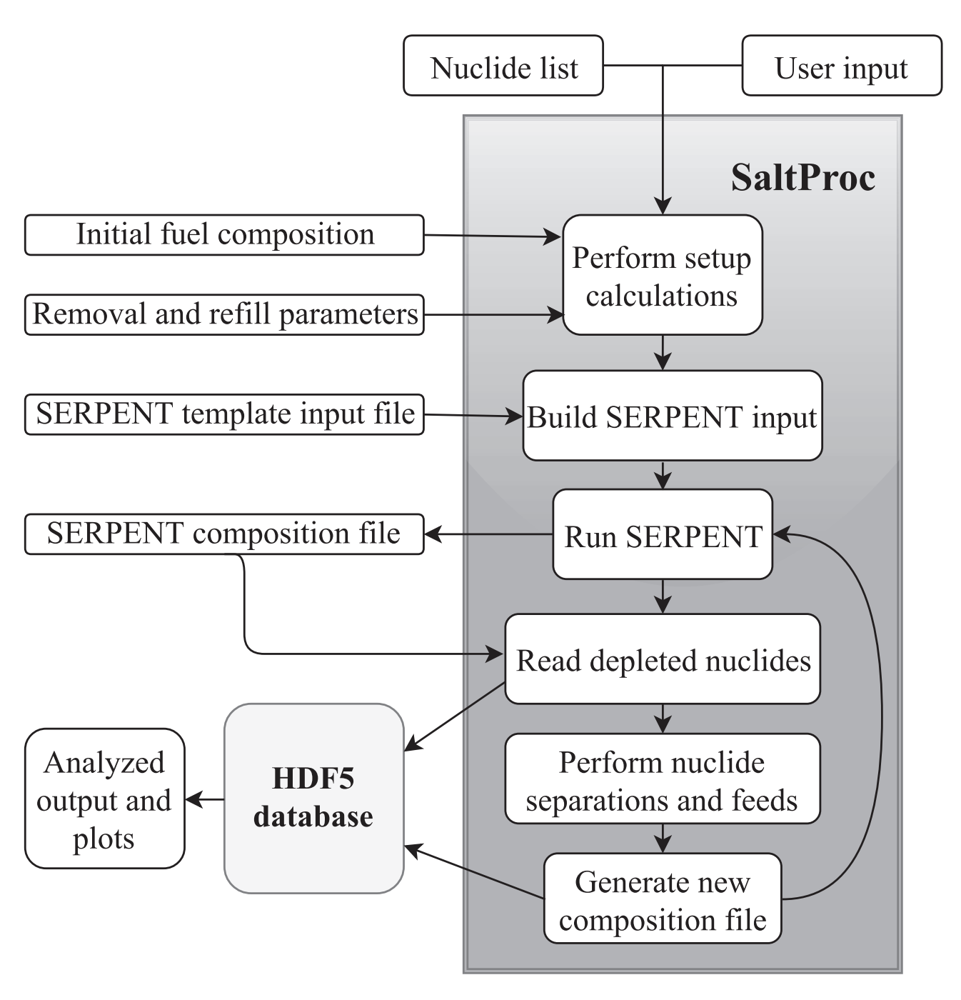 Nuclide list
User input
SaltProc
Initial fuel composition
Perform setup
calculations
Removal and refill parameters
SERPENT template input file
Build SERPENT input
SERPENT composition file
Run SERPENT
Read depleted nuclides
HDF5
database
Analyzed
output and
plots
Perform nuclide
separations and feeds
Generate new
composition file